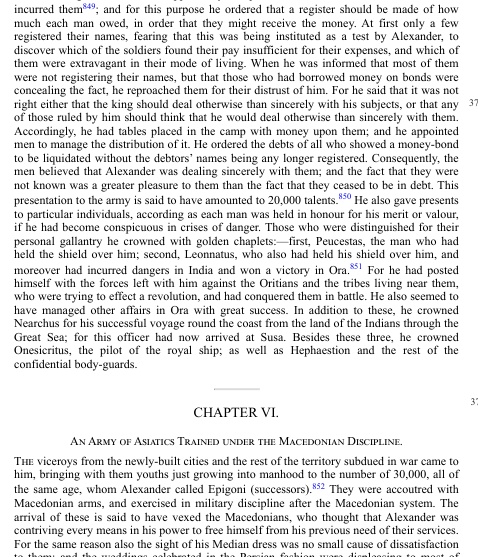 incurred them849; and for this purpose he ordered that a register should be made of how
much each man owed, in order that they might receive the money. At first only a few
registered their names, fearing that this was being instituted as a test by Alexander, to
discover which of the soldiers found their pay insufficient for their expenses, and which of
them were extravagant in their mode of living. When he was informed that most of them
were not registering their names, but that those who had borrowed money on bonds were
concealing the fact, he reproached them for their distrust of him. For he said that it was not
right either that the king should deal otherwise than sincerely with his subjects, or that any 37
of those ruled by him should think that he would deal otherwise than sincerely with them.
Accordingly, he had tables placed in the camp with money upon them; and he appointed
men to manage the distribution of it. He ordered the debts of all who showed a money-bond
to be liquidated without the debtors' names being any longer registered. Consequently, the
men believed that Alexander was dealing sincerely with them; and the fact that they were
not known was a greater pleasure to them than the fact that they ceased to be in debt. This
presentation to the army is said to have amounted to 20,000 talents.850 He also gave presents
to particular individuals, according as each man was held in honour for his merit or valour,
if he had become conspicuous in crises of danger. Those who were distinguished for their
personal gallantry he crowned with golden chaplets:—first, Peucestas, the man who had
held the shield over him; second, Leonnatus, who also had held his shield over him, and
moreover had incurred dangers in India and won a victory in Ora.851 For he had posted
himself with the forces left with him against the Oritians and the tribes living near them,
who were trying to effect a revolution, and had conquered them in battle. He also seemed to
have managed other affairs in Ora with great success. In addition to these, he crowned
Nearchus for his successful voyage round the coast from the land of the Indians through the
Great Sea; for this officer had now arrived at Susa. Besides these three, he crowned
Onesicritus, the pilot of the royal ship; as well as Hephaestion and the rest of the
confidential body-guards.
37
CHAPTER VI.
An Army of Asiatics Trained under the Macedonian Discipline.
The viceroys from the newly-built cities and the rest of the territory subdued in war came to
him, bringing with them youths just growing into manhood to the number of 30,000, all of
the same age, whom Alexander called Epigoni (successors).852 They were accoutred with
Macedonian arms, and exercised in military discipline after the Macedonian system. The
arrival of these is said to have vexed the Macedonians, who thought that Alexander was
contriving every means in his power to free himself from his previous need of their services.
For the same reason also the sight of his Median dress was no small cause of dissatisfaction
to them; and the weddings celebrated in the Persian fashion were displeasing to most of